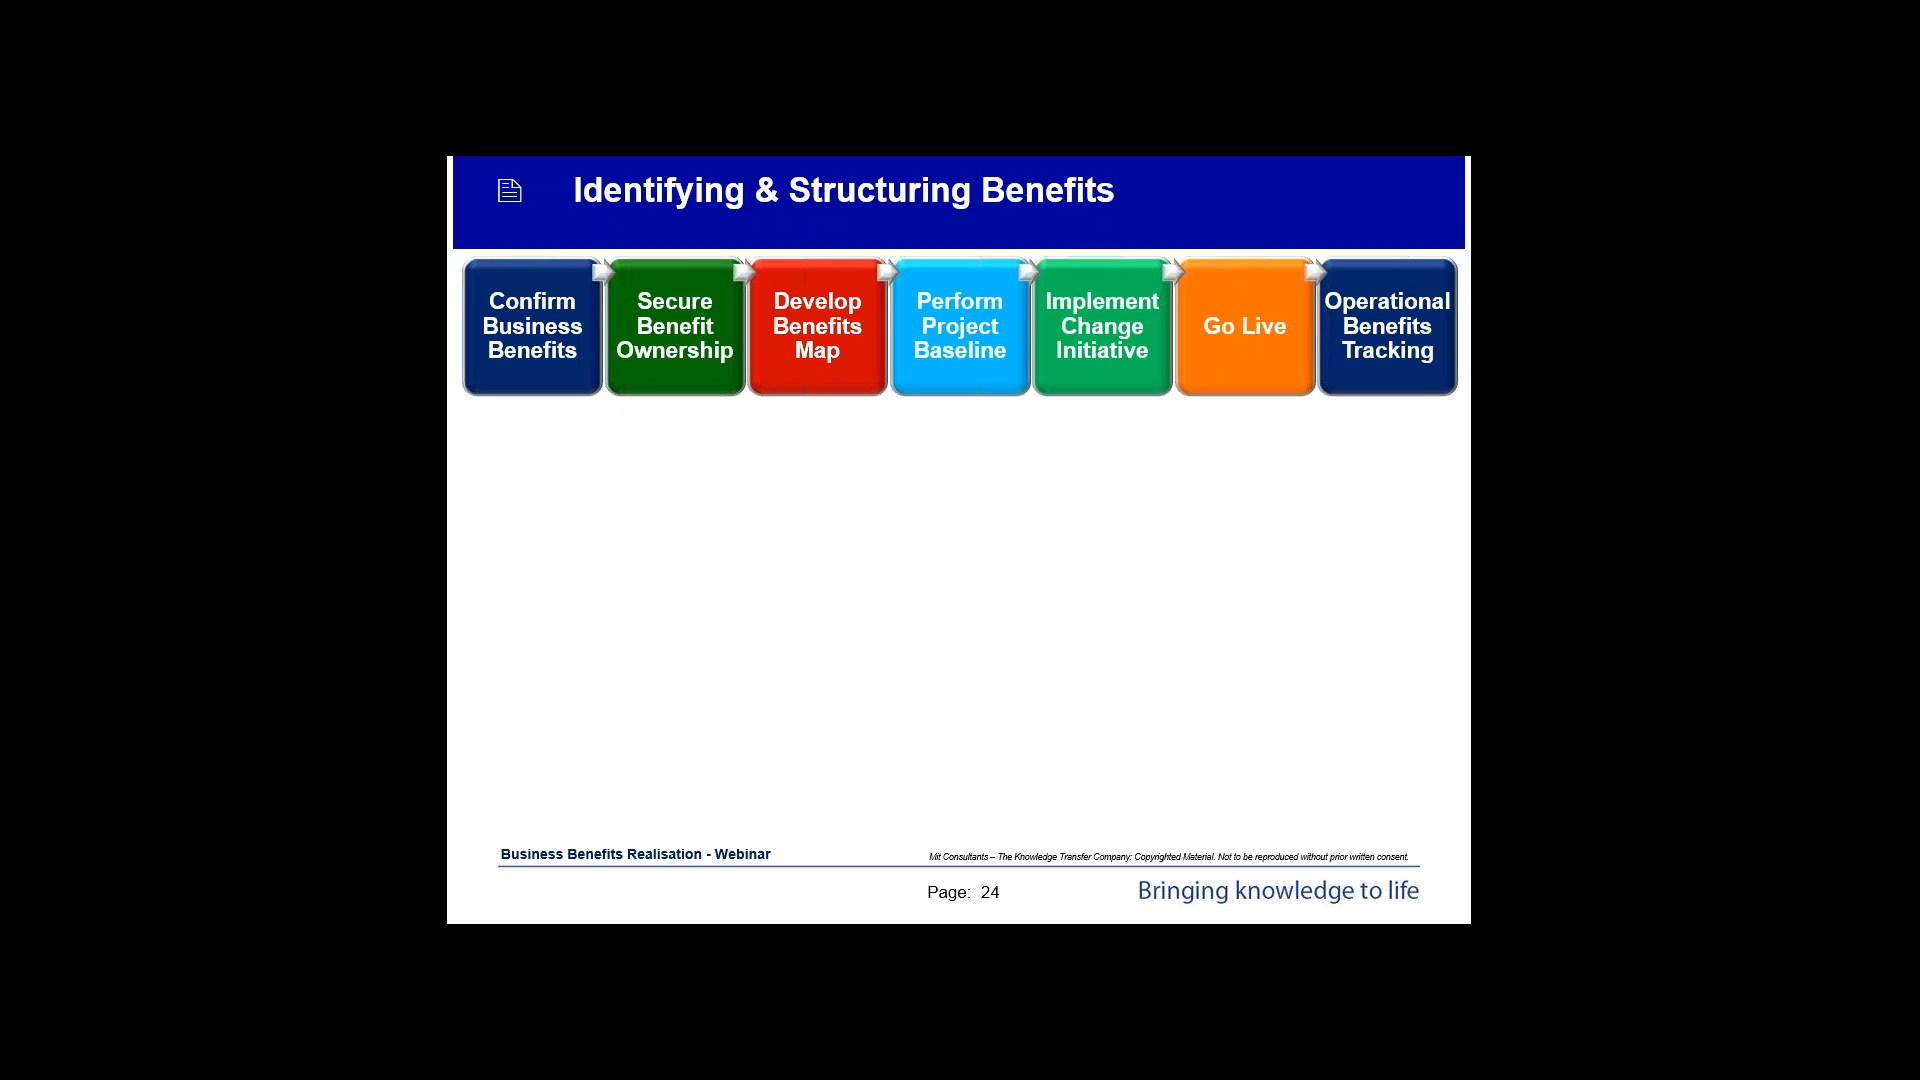 Identifying & Structuring Benefits
Confirm
Business
Benefits
Secure
Benefit
Ownership
Develop
Benefits
Map
Perform
Project
Baseline
Implement
Change
Initiative
Go Live
Operational
Benefits
Tracking
Business Benefits Realisation - Webinar
Mit Consultants – The Knowledge Transfer Company: Copyrighted Material. Not to be reproduced without prior written consent.
Page: 24
Bringing knowledge to life